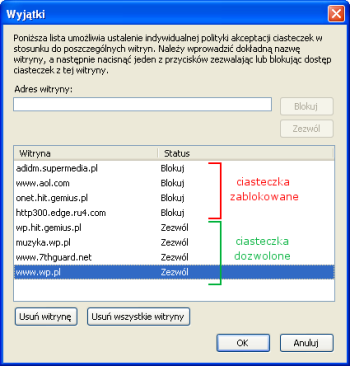 Wyjątki
Poniższa lista umożliwia ustalenie indywidualnej polityki akceptacji ciasteczek w
stosunku do poszczególnych witryn. Należy wprowadzić dokładną nazwę
witryny, a następnie nacisnąć jeden z przycisków zezwalając lub blokując dostęp
ciasteczek z tej witryny.
Adres witryny:
Blokuj
Zezwól
Witryna Status
adidm.supermedia.pl Blokuj
www.aol.com Blokuj
onet.hit.gemius.pl Blokuj
http300.edge.ru4.com Blokuj
ciasteczka
zablokowane
wp.hit.gemius.pl Zezwól
muzyka.wp.pl Zezwól
www.7thguard.net Zezwól
www.wp.pl Zezwól
ciasteczka
dozwolone
Usuń witrynę Usuń wszystkie witryny
OK Anuluj